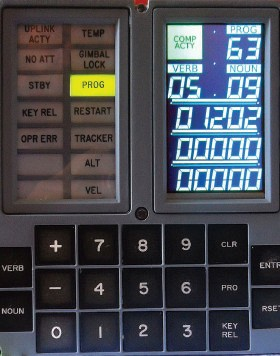 UPLINK ACTY
TEMP
NO ATT
GIMBAL LOCK
STBY
PROG
KEY REL
RESTART
OPR ERR
TRACKER
ALT
VEL
COMP ACTY
PROG
63
VERB
NOUN
05
09
01202
00000
00000
VERB
NOUN
+
7
8
9
CLR
-
4
5
6
PRO
0
1
2
3
KEY REL
ENTR
RSET